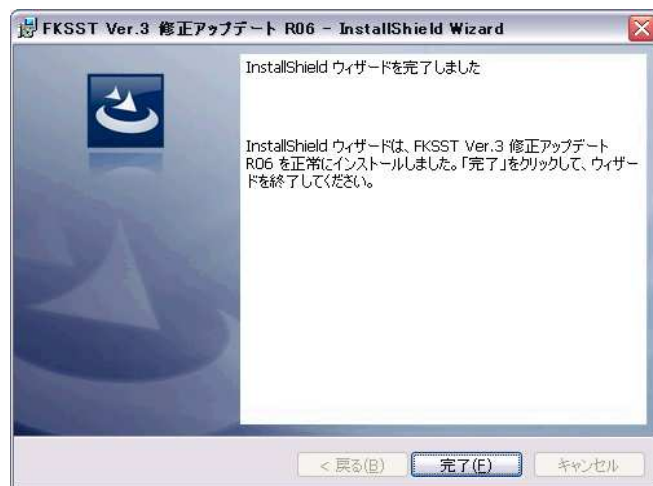 FKSST Ver.3 修正アップデート R06 - InstallShield Wizard
InstallShield ウィザードを完了しました
InstallShield ウィザードは、FKSST Ver.3 修正アップデート
R06 を正常にインストールしました。「完了」をクリックして、ウィザー
ドを終了してください。
< 戻る(B) 完了(F) キャンセル